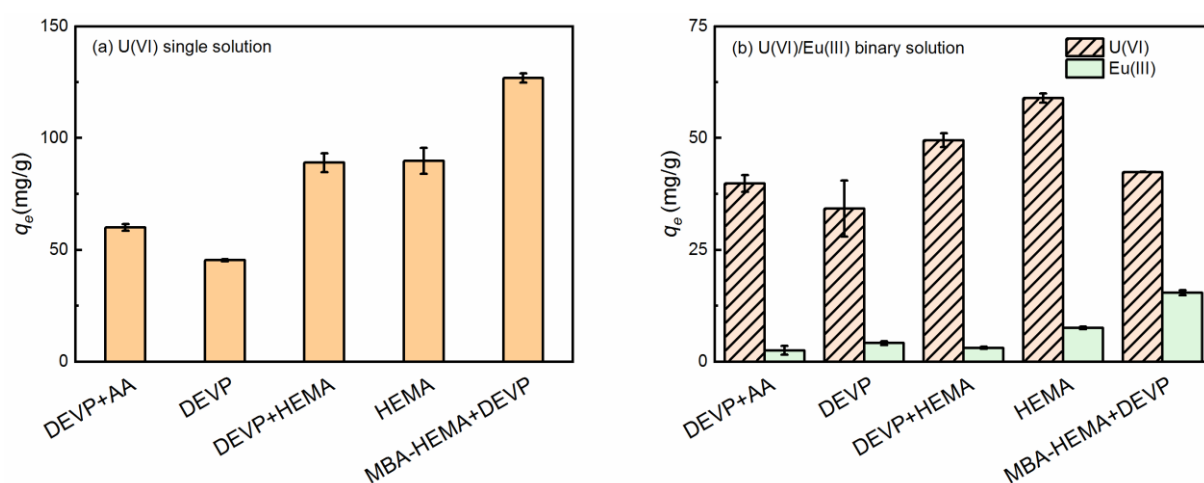 (a) U(VI) single solution
150
100
50
0
qe(mg/g)
DEVP+AA
DEVP
DEVP+HEMA
HEMA
MBA-HEMA+DEVP
(b) U(VI)/Eu(III) binary solution
U(VI)
Eu(III)
75
50
25
0
qe (mg/g)
DEVP+AA
DEVP
DEVP+HEMA
HEMA
MBA-HEMA+DEVP